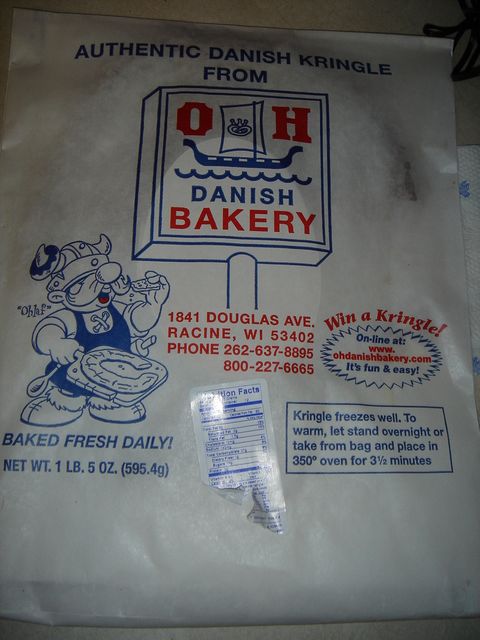 AUTHENTIC DANISH KRINGLE
FROM
O H
DANISH
BAKERY
"Ohlaf"
1841 DOUGLAS AVE.
RACINE, WI 53402
PHONE 262-637-8895
800-227-6665
Win a Kringle!
On-line at:
www.
ohdanishbakery.com
It's fun & easy!
BAKED FRESH DAILY!
NET WT. 1 LB. 5 OZ. (595.4g)
Facts
Kringle freezes well. To
warm, let stand overnight or
take from bag and place in
350° oven for 3½ minutes